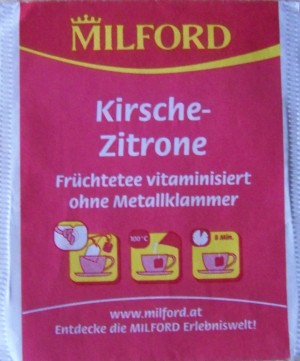 MILFORD
Kirsche-
Zitrone
Früchtetee vitaminisiert
ohne Metallklammer
100°C
8 Min.
www.milford.at
Entdecke die MILFORD Erlebniswelt!